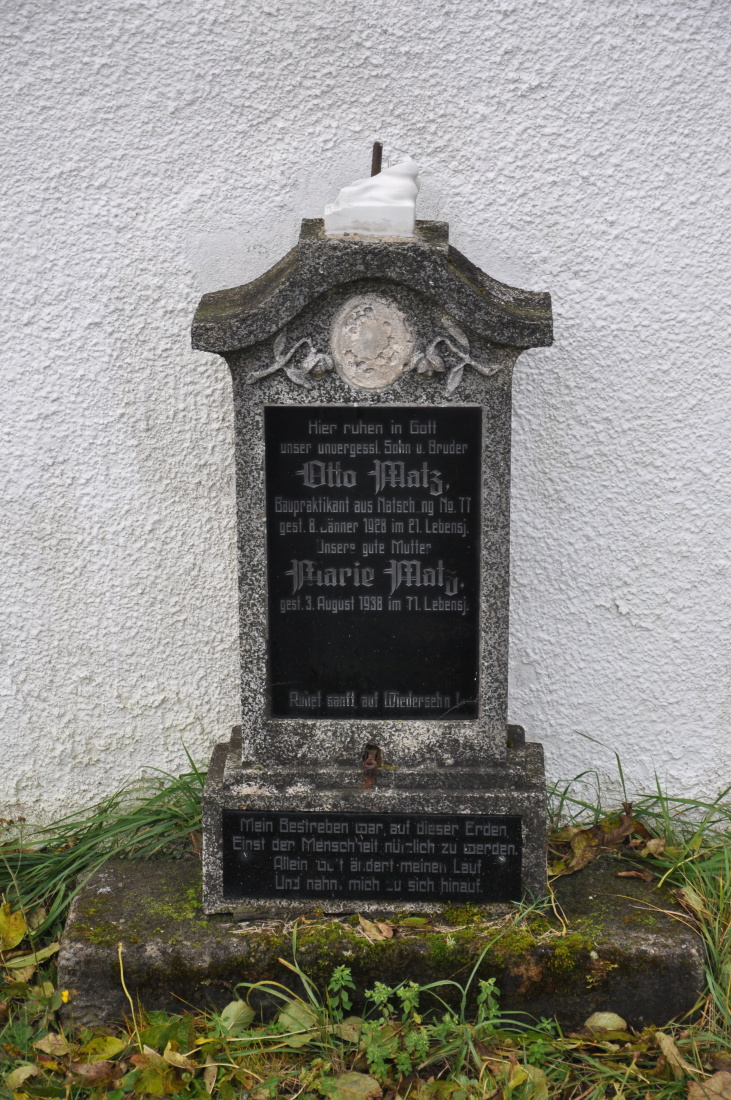 Hier ruhen in Gott
unser unvergessl. Sohn u. Bruder
Otto Matz,
Baupraktikant aus Natsch ng No. 77
gest. 8. Jänner 1928 im 21. Lebensj.
Unsere gute Mutter
Marie Matz,
gest. 3. August 1938 im 71. Lebensj.
Ruhet sanft, auf Wiedersehn !
Mein Bestreben war, auf dieser Erden,
Einst der Menschheit nützlich zu werden.
Allein Gott ändert meinen Lauf,
Und nahm mich zu sich hinauf.